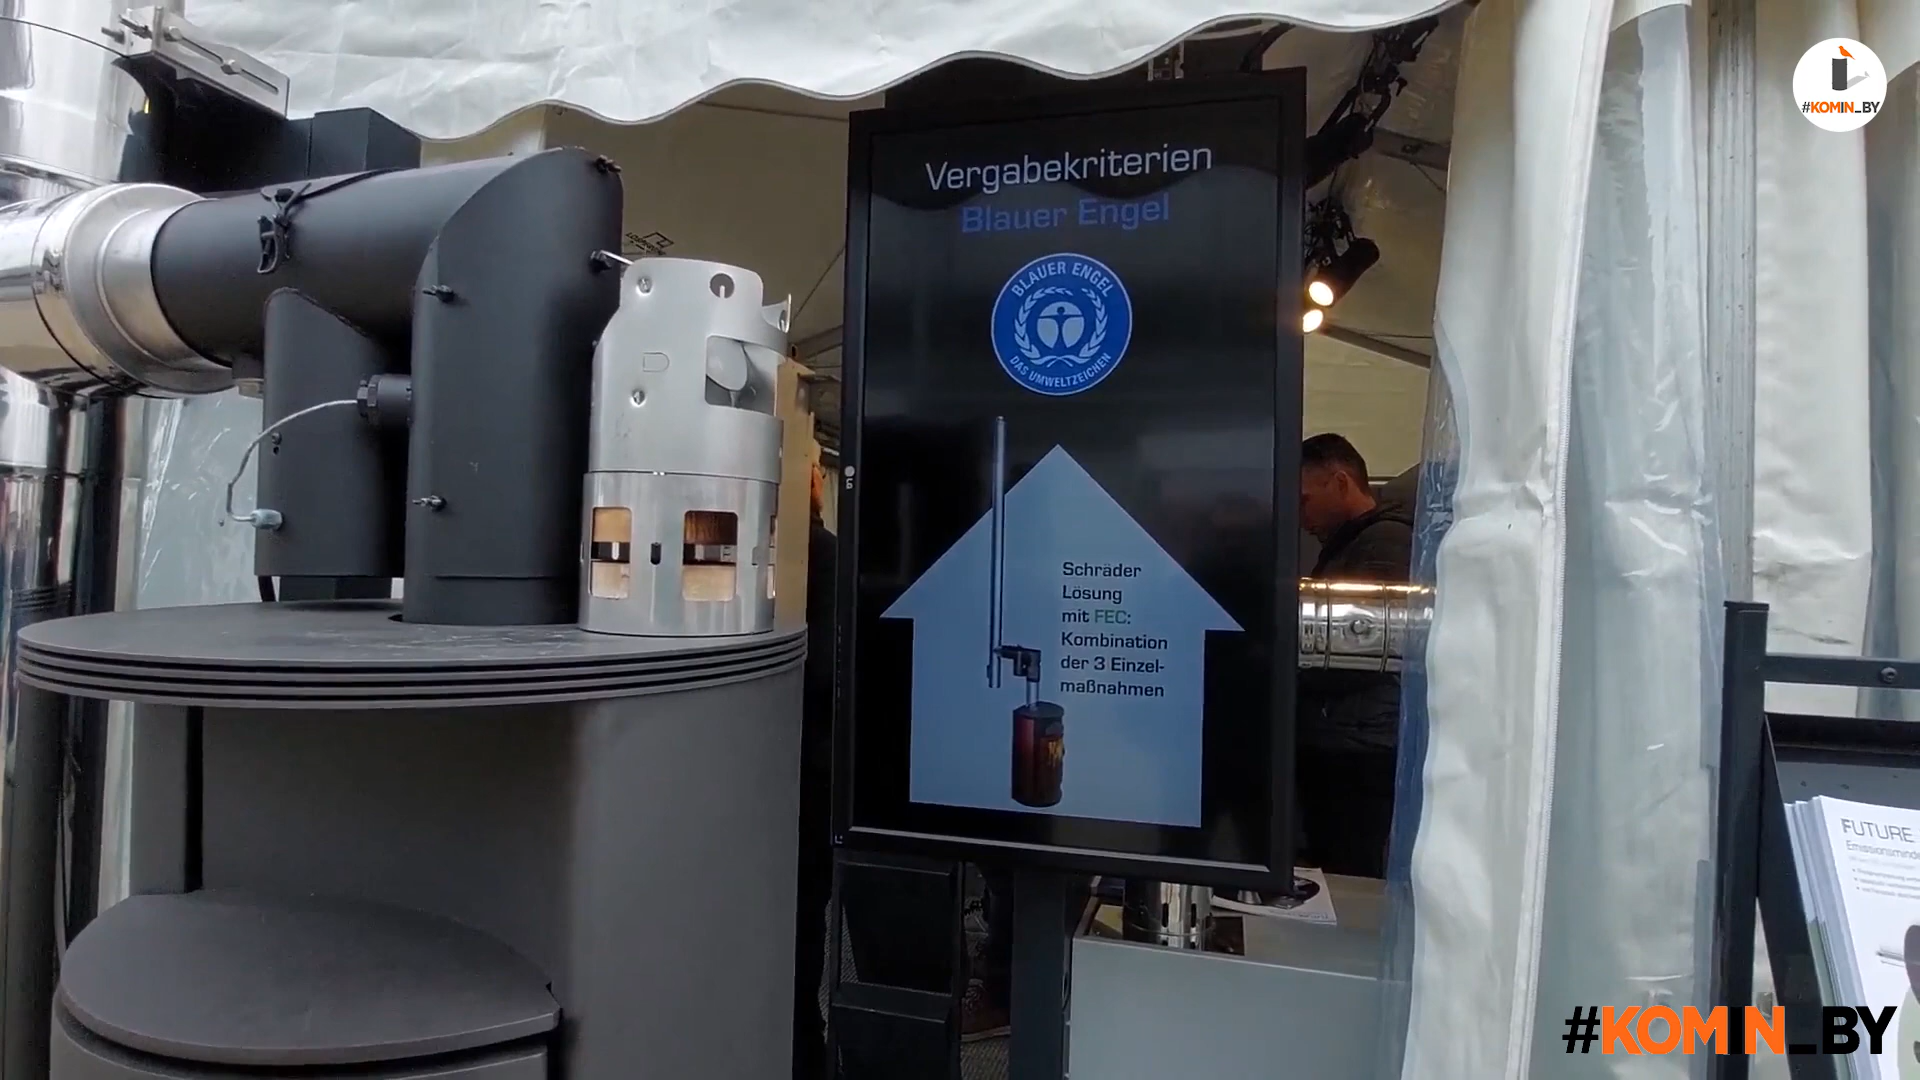 #KOMIN_BY
Vergabekriterien
Blauer Engel
BLAUER ENGEL
DAS UMWELTZEICHEN
Schräder
Lösung
mit FEC:
Kombination
der 3 Einzel-
maßnahmen
LG
FUTURE
#KOMIN_BY